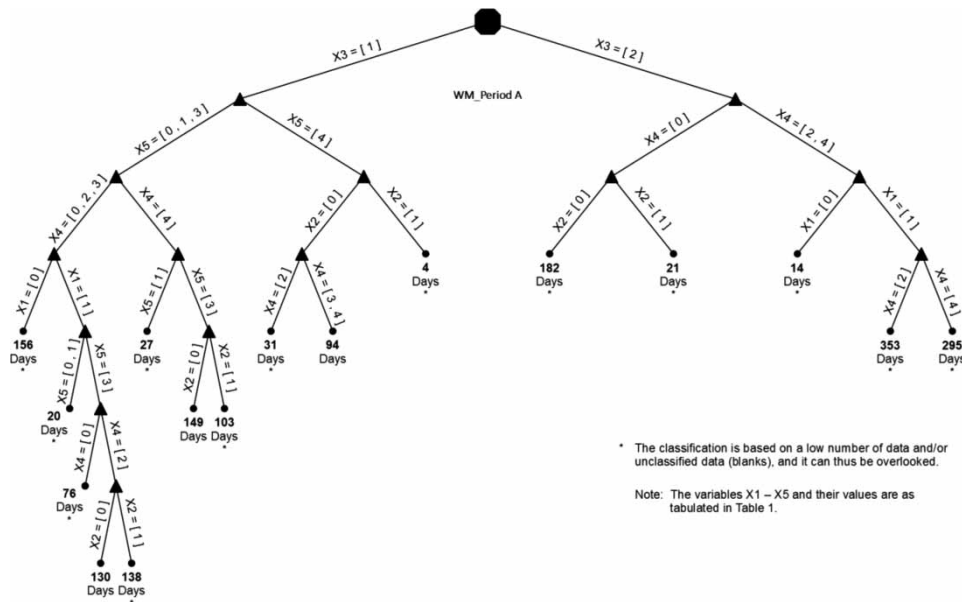 X3 = [ 1 ]
X3 = [ 2 ]
WM_Period A
X5 = [ 0 , 1 , 3 ]
X5 = [ 4 ]
X4 = [ 0 ]
X4 = [ 2 , 4 ]
X4 = [ 0 , 2 , 3 ]
X4 = [ 4 ]
X2 = [ 0 ]
X2 = [ 1 ]
X2 = [ 0 ]
X2 = [ 1 ]
X1 = [ 0 ]
X1 = [ 1 ]
4
Days
*
182
Days
*
21
Days
*
14
Days
*
X1 = [ 0 ]
X1 = [ 1 ]
X5 = [ 1 ]
X5 = [ 3 ]
X4 = [ 2 ]
X4 = [ 3 , 4 ]
X4 = [ 2 ]
X4 = [ 4 ]
156
Days
*
27
Days
*
31
Days
*
94
Days
353
Days
*
295
Days
*
X5 = [ 0 , 1 ]
X5 = [ 3 ]
X2 = [ 0 ]
X2 = [ 1 ]
20
Days
*
149
Days
103
Days
*
X4 = [ 0 ]
X4 = [ 2 ]
76
Days
*
X2 = [ 0 ]
X2 = [ 1 ]
130
Days
138
Days
*
* The classification is based on a low number of data and/or
unclassified data (blanks), and it can thus be overlooked.
Note: The variables X1 – X5 and their values are as
tabulated in Table 1.